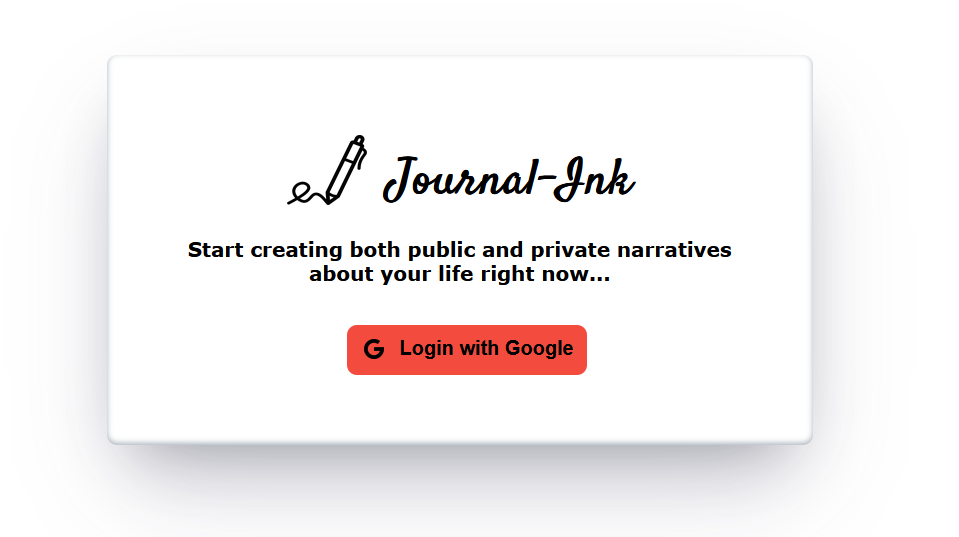 Journal-Ink
Start creating both public and private narratives
about your life right now...
Login with Google